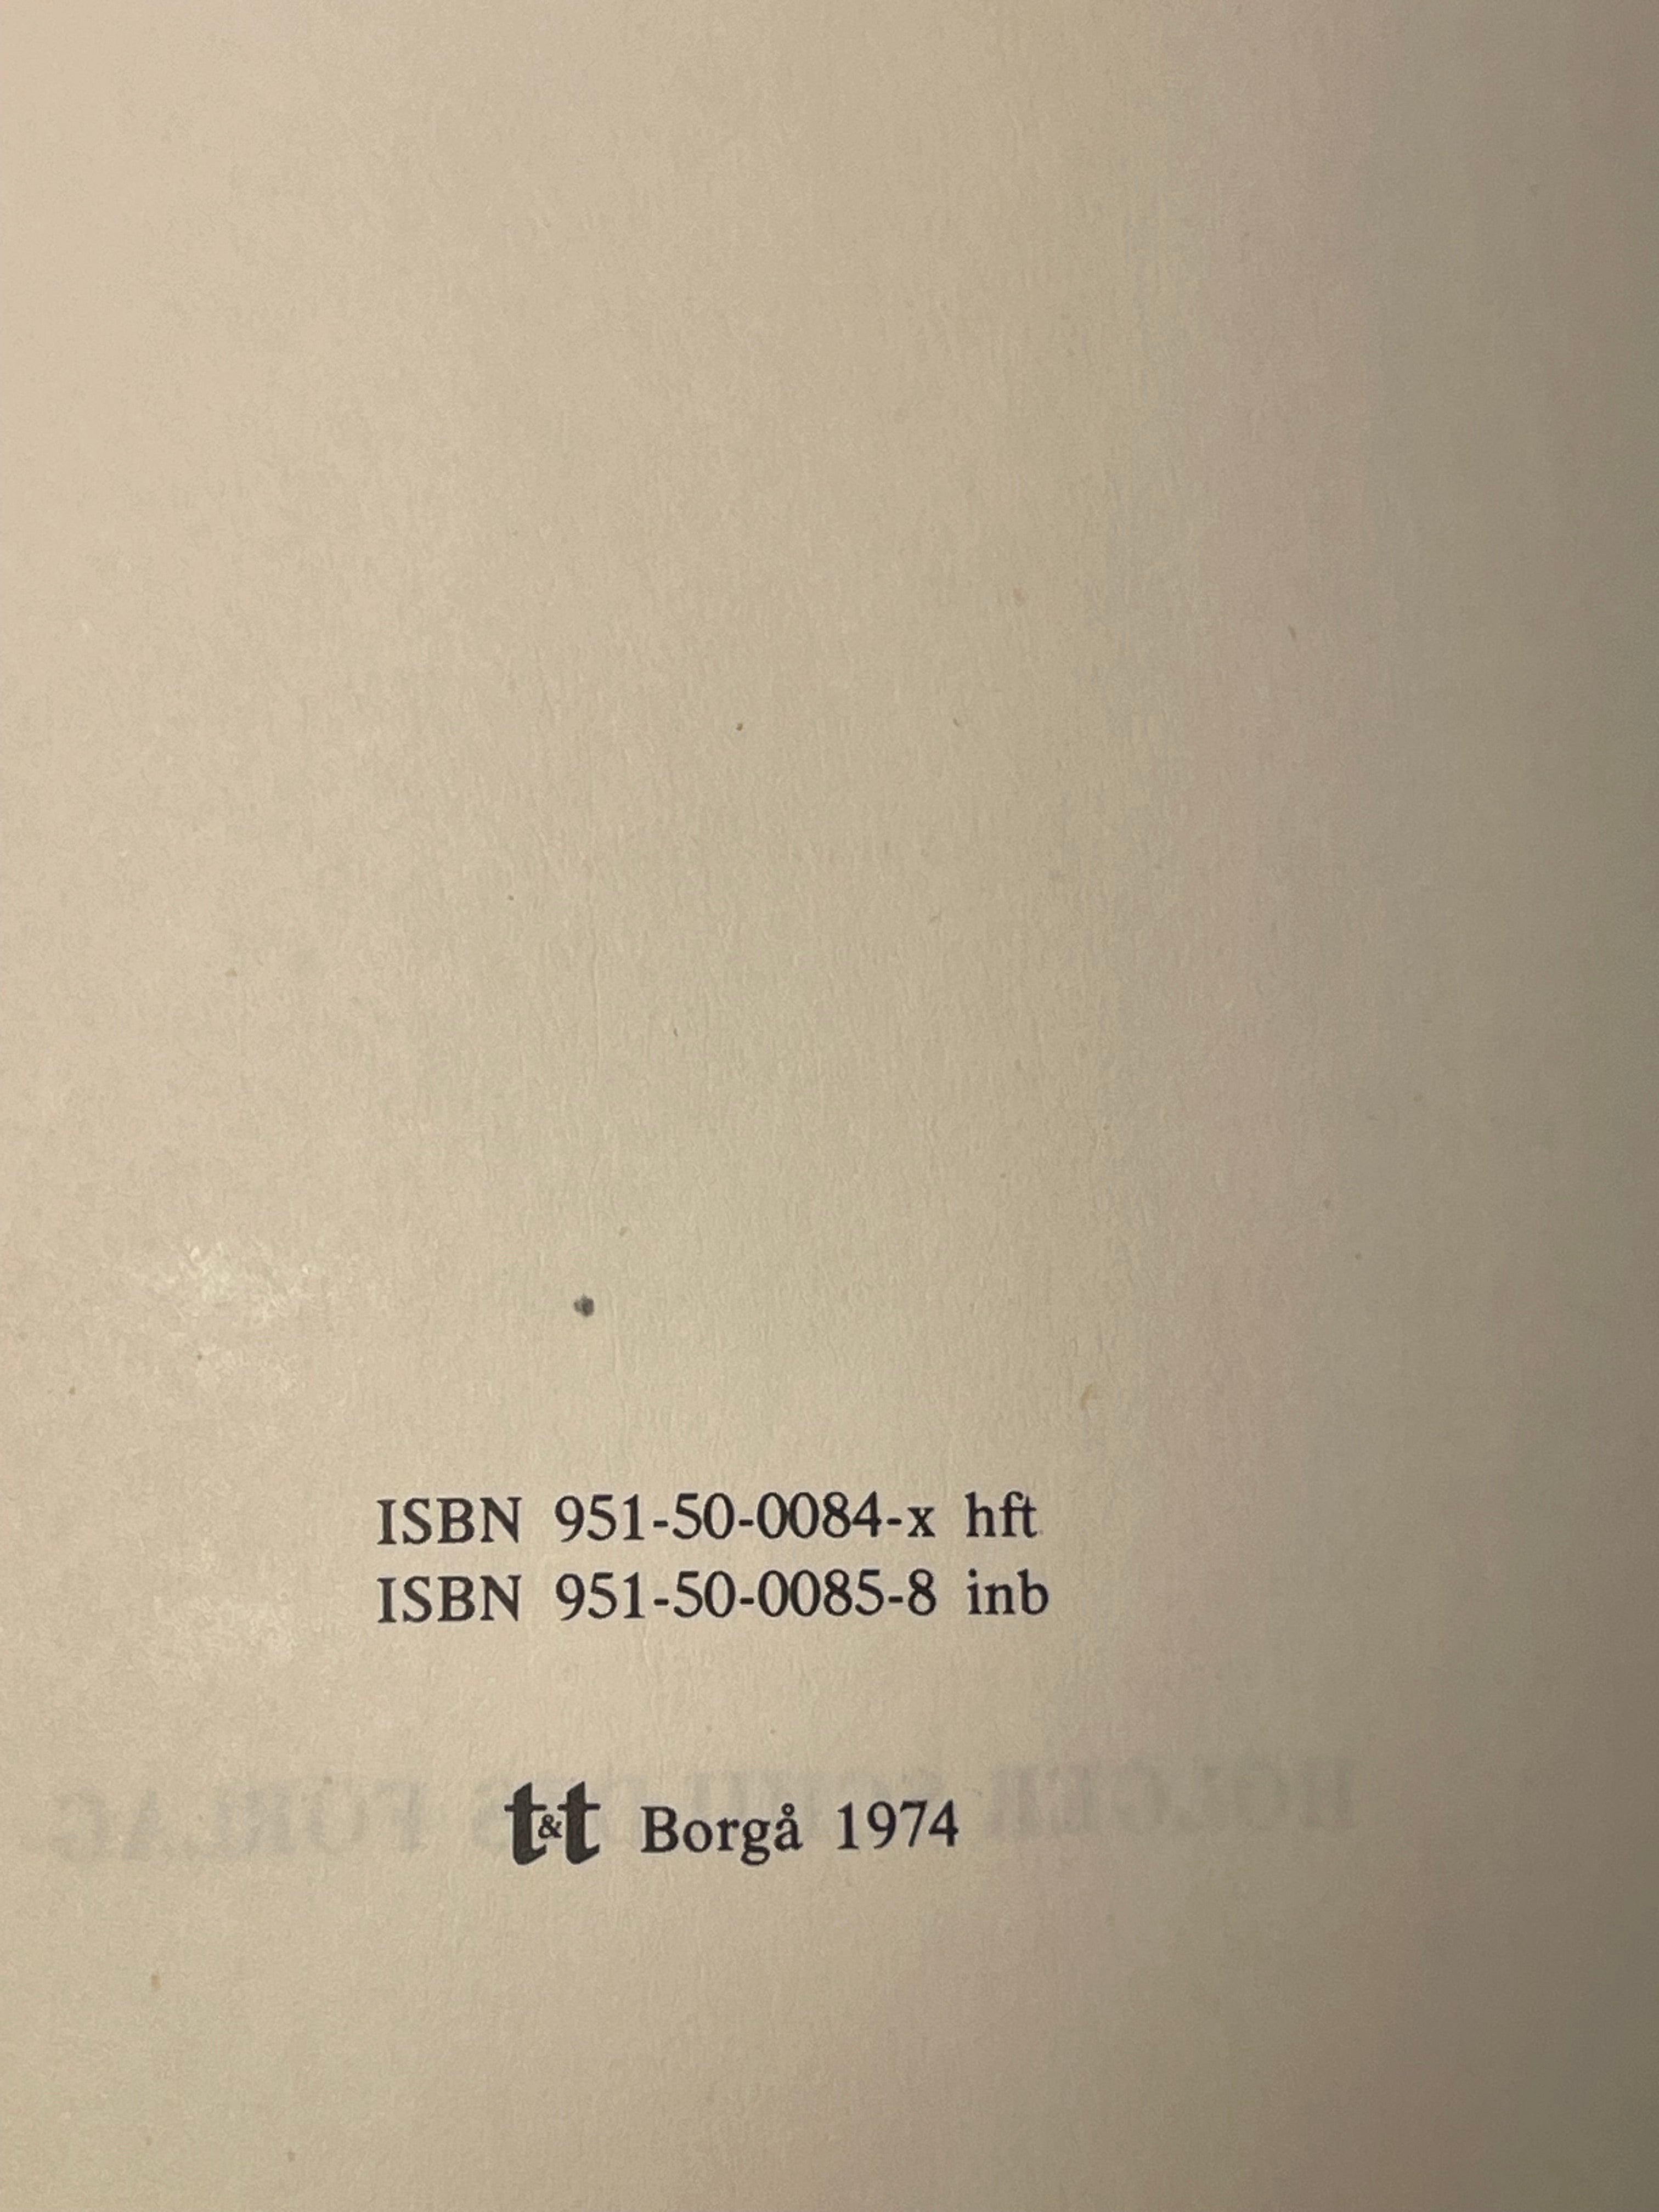 ISBN 951-50-0084-x hft
ISBN 951-50-0085-8 inb
t&t Borgå 1974